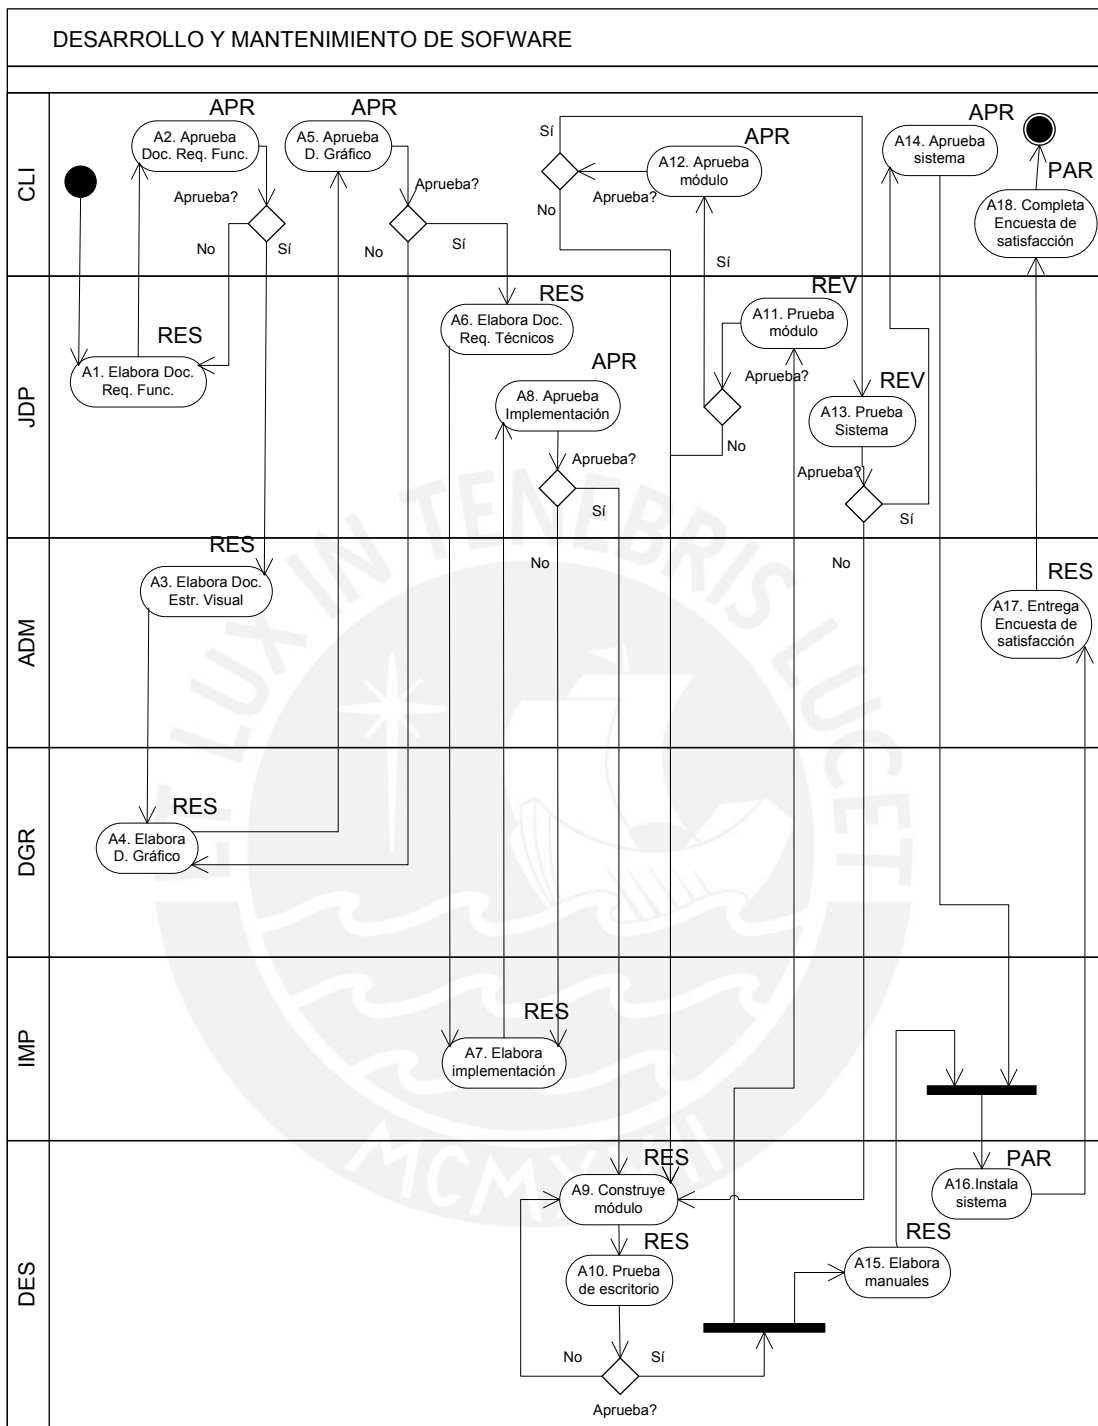 DESARROLLO Y MANTENIMIENTO DE SOFWARE
CLI
APR
A2. Aprueba
Doc. Req. Func.
Aprueba?
No
Sí
APR
A5. Aprueba
D. Gráfico
Aprueba?
No
Sí
Sí
No
APR
A12. Aprueba
módulo
Aprueba?
Sí
APR
A14. Aprueba
sistema
PAR
A18. Completa
Encuesta de
satisfacción
JDP
RES
A1. Elabora Doc.
Req. Func.
RES
A6. Elabora Doc.
Req. Técnicos
APR
A8. Aprueba
Implementación
Aprueba?
Sí
No
REV
A11. Prueba
módulo
Aprueba?
No
REV
A13. Prueba
Sistema
Aprueba?
Sí
No
ADM
RES
A3. Elabora Doc.
Estr. Visual
RES
A17. Entrega
Encuesta de
satisfacción
DGR
RES
A4. Elabora
D. Gráfico
IMP
RES
A7. Elabora
implementación
DES
RES
A9. Construye
módulo
RES
A10. Prueba
de escritorio
No
Sí
Aprueba?
RES
A15. Elabora
manuales
PAR
A16.Instala
sistema
ET LUX IN TENEBRIS LUCET
MCMXVII